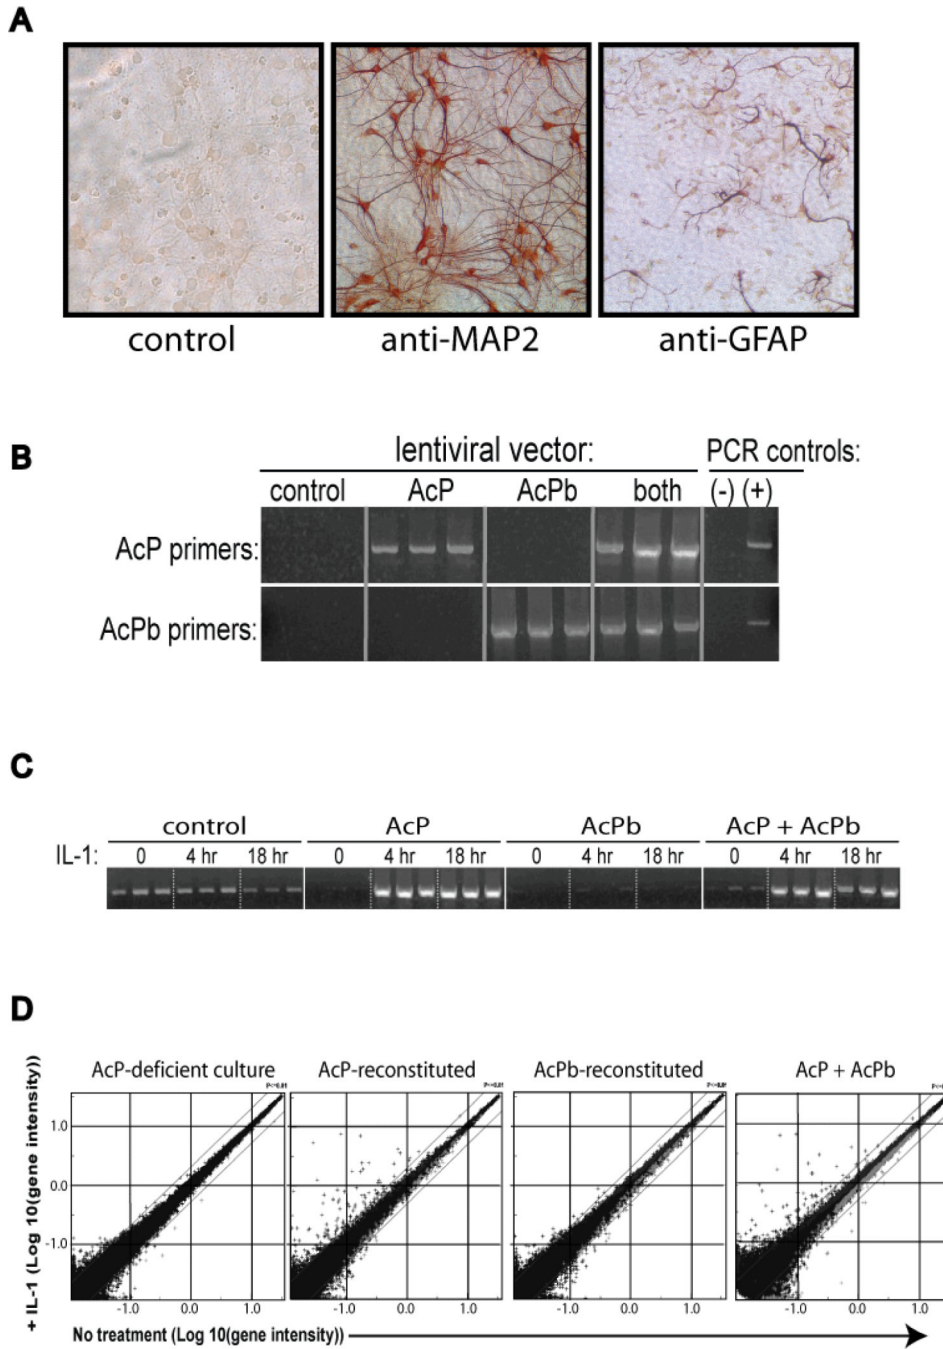 A
control
anti-MAP2
anti-GFAP
B
lentiviral vector:
PCR controls:
control
AcP
AcPb
both
(-) (+)
AcP primers:
AcPb primers:
C
control
AcP
AcPb
AcP + AcPb
IL-1:
0
4 hr
18 hr
0
4 hr
18 hr
0
4 hr
18 hr
0
4 hr
18 hr
D
AcP-deficient culture
AcP-reconstituted
AcPb-reconstituted
AcP + AcPb
+ IL-1 (Log 10(gene intensity))
1.0
0.0
-1.0
-1.0
0.0
1.0
-1.0
0.0
1.0
-1.0
0.0
1.0
-1.0
0.0
1.0
No treatment (Log 10(gene intensity))